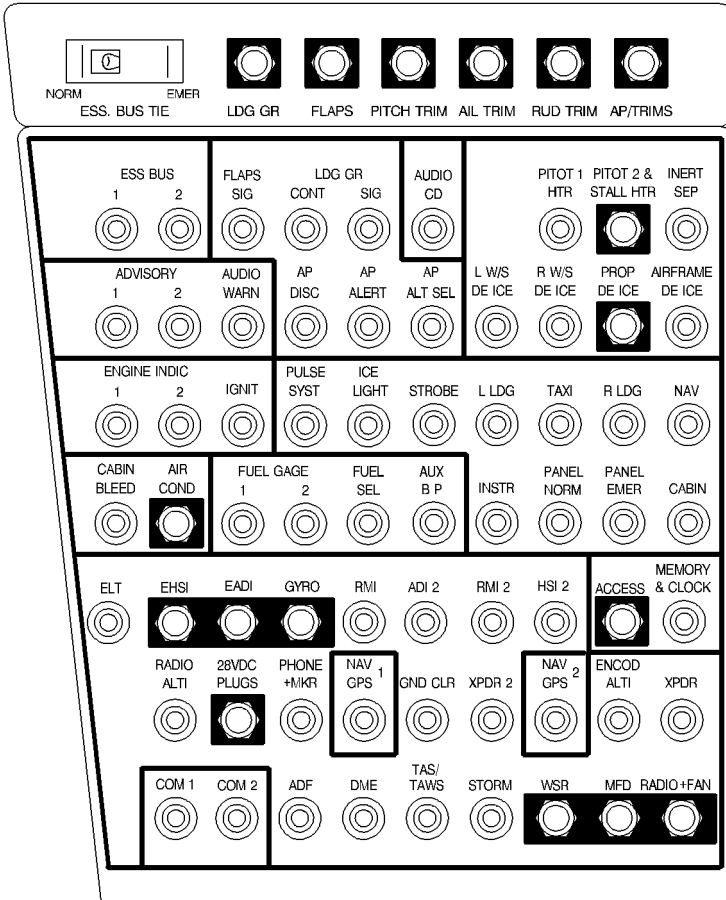 NORM EMER
ESS. BUS TIE LDG GR FLAPS PITCH TRIM AIL TRIM RUD TRIM AP/TRIMS
ESS BUS FLAPS LDG GR AUDIO PITOT 1 PITOT 2 & INERT
1 2 SIG CONT SIG CD HTR STALL HTR SEP
ADVISORY AUDIO AP AP AP L W/S R W/S PROP AIRFRAME
1 2 WARN DISC ALERT ALT SEL DE ICE DE ICE DE ICE DE ICE
ENGINE INDIC PULSE ICE
1 2 IGNIT SYST LIGHT STROBE L LDG TAXI R LDG NAV
CABIN AIR FUEL GAGE FUEL AUX PANEL PANEL
BLEED COND 1 2 SEL B P INSTR NORM EMER CABIN
MEMORY
ELT EHSI EADI GYRO RMI ADI 2 RMI 2 HSI 2 ACCESS & CLOCK
RADIO 28VDC PHONE NAV 1 NAV 2 ENCOD
ALTI PLUGS +MKR GPS GND CLR XPDR 2 GPS ALTI XPDR
TAS/
COM 1 COM 2 ADF DME TAWS STORM WSR MFD RADIO+FAN